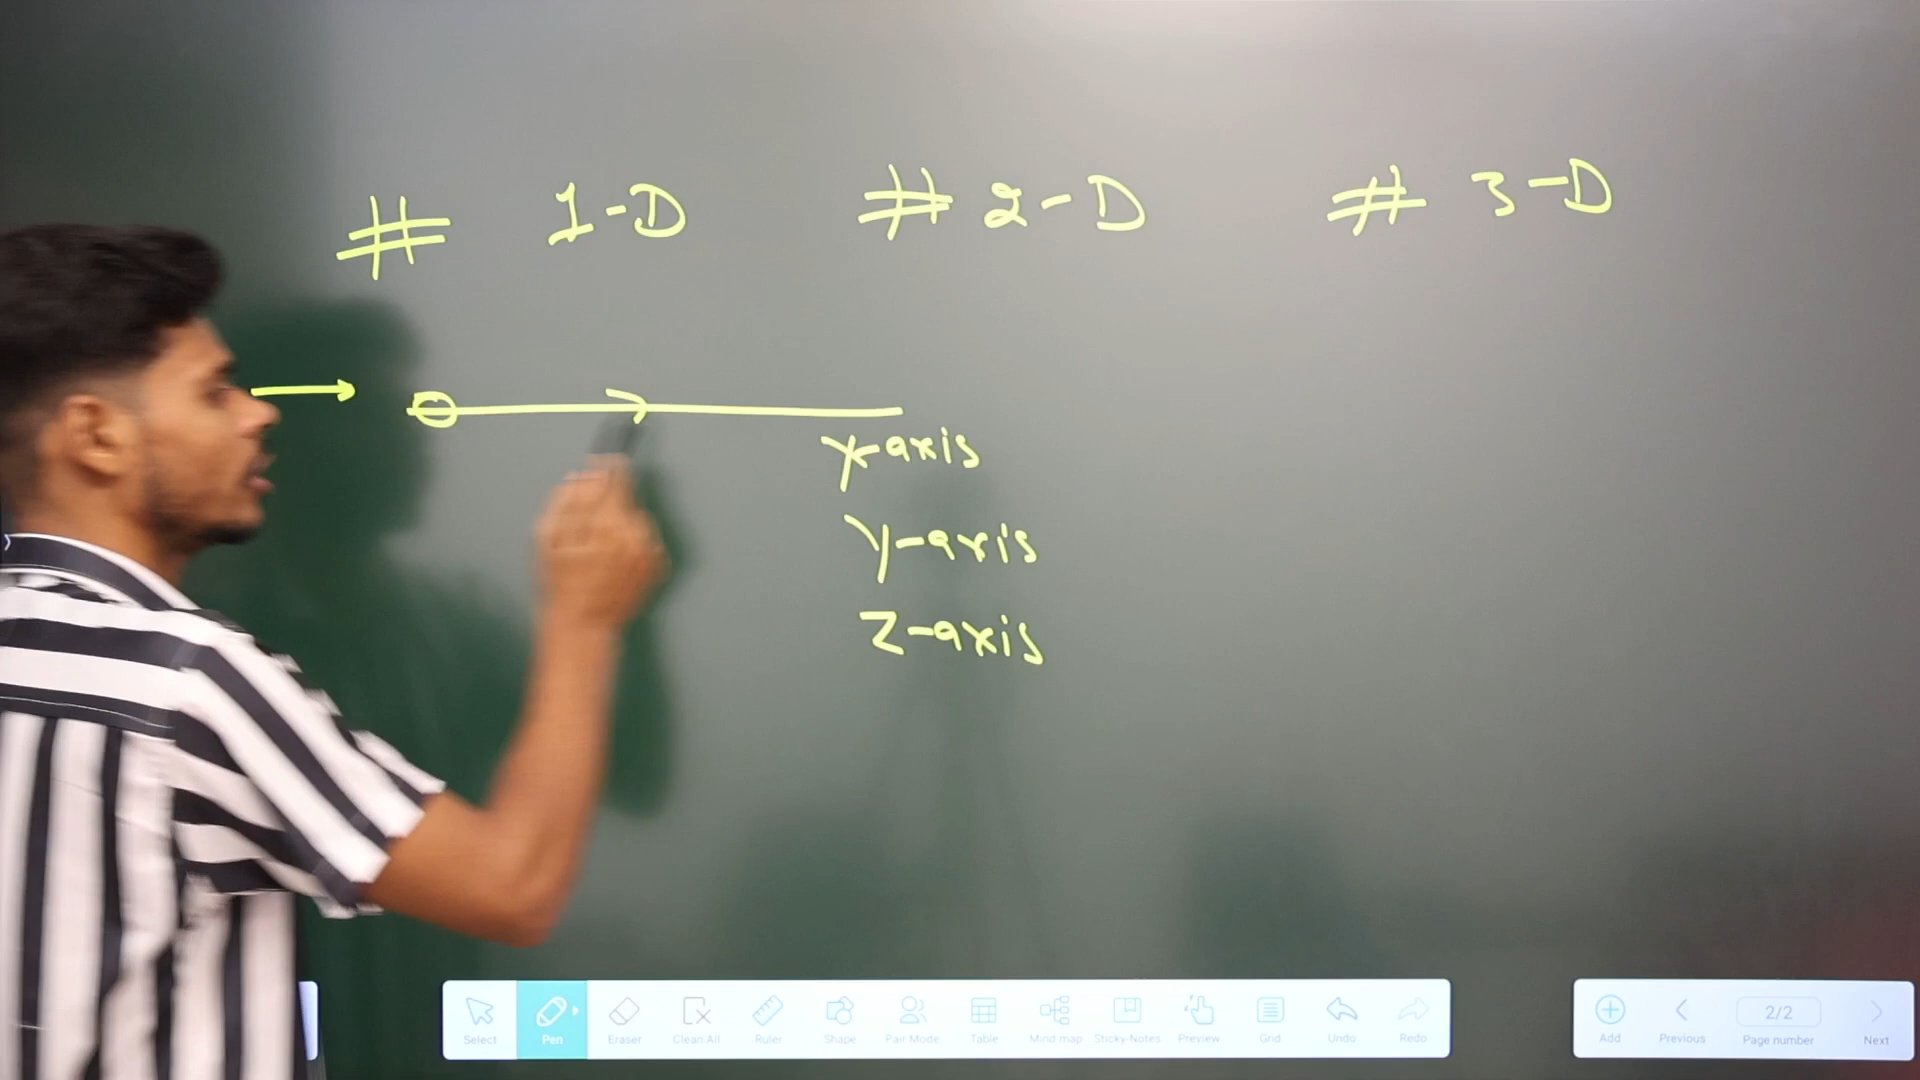 # 1-D # 2-D # 3-D
x-axis
y-axis
z-axis
Select Pen Eraser Clean All Ruler Shape Pair Mode Table Mind map Sticky-Notes Preview Grid Undo Redo
Add Previous 2/2 Page number Next